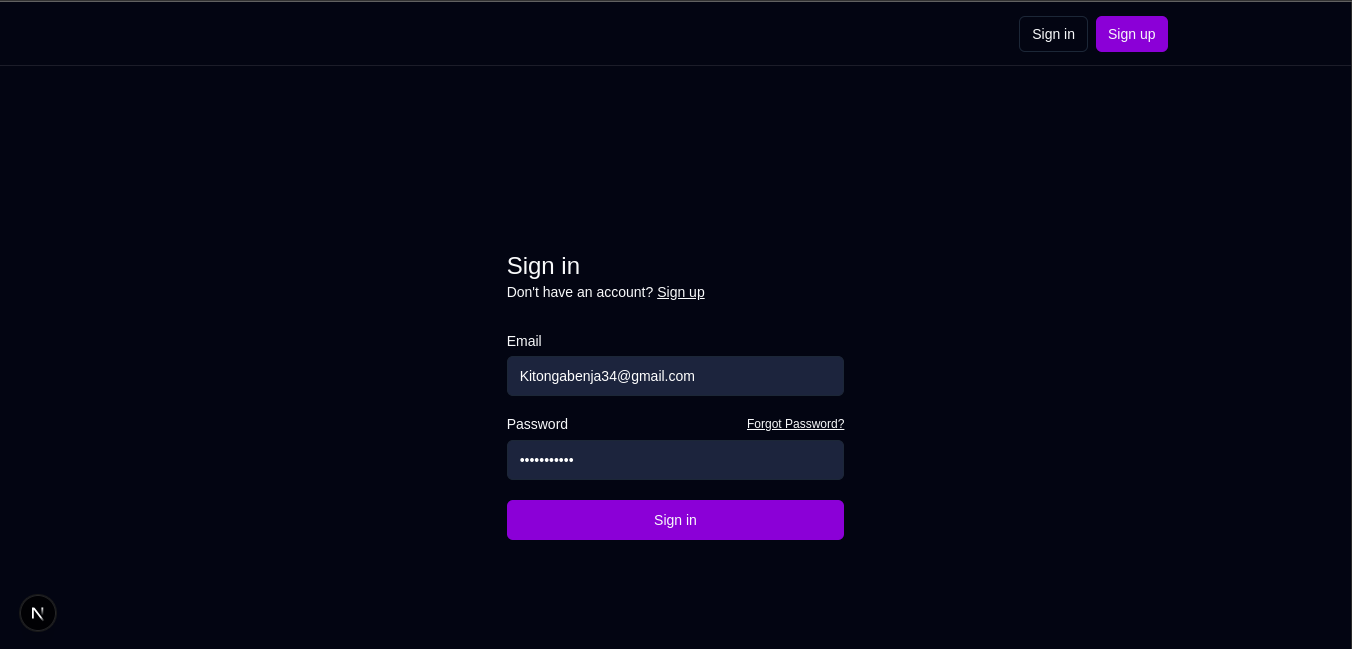 Sign in Sign up
Sign in
Don't have an account? Sign up
Email
Kitongabenja34@gmail.com
Password Forgot Password?
•••••••••••
Sign in
N